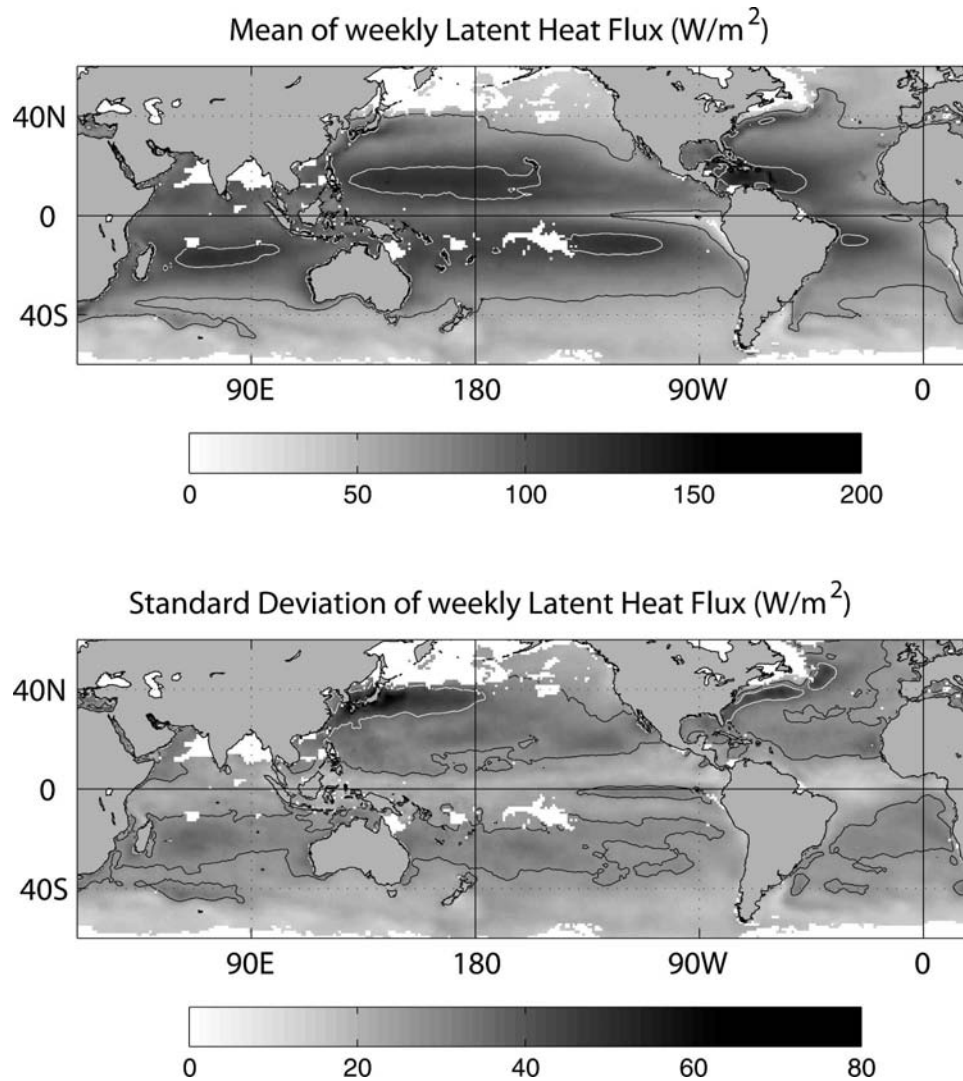 Mean of weekly Latent Heat Flux (W/m²)
40N
0
40S
90E 180 90W 0
0 50 100 150 200
Standard Deviation of weekly Latent Heat Flux (W/m²)
40N
0
40S
90E 180 90W 0
0 20 40 60 80